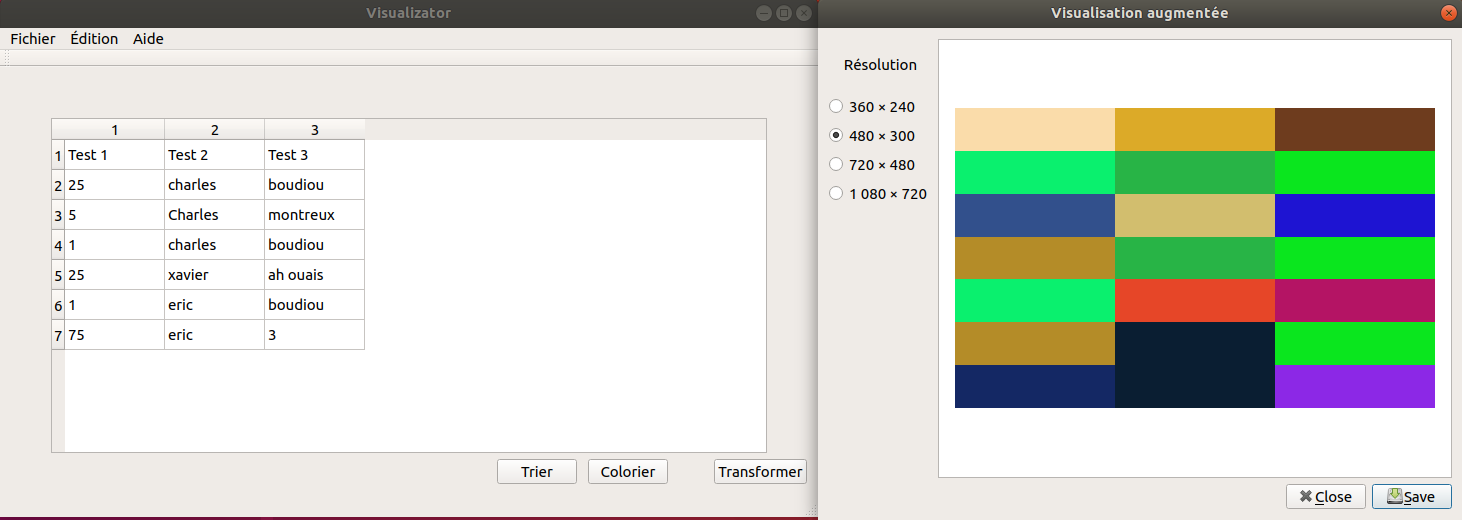 Visualizator
Fichier Édition Aide
1 2 3
1 Test 1 Test 2 Test 3
2 25 charles boudiou
3 5 Charles montreux
4 1 charles boudiou
5 25 xavier ah ouais
6 1 eric boudiou
7 75 eric 3
Trier Colorier Transformer
Visualisation augmentée
Résolution
360 × 240
480 × 300
720 × 480
1 080 × 720
Close Save